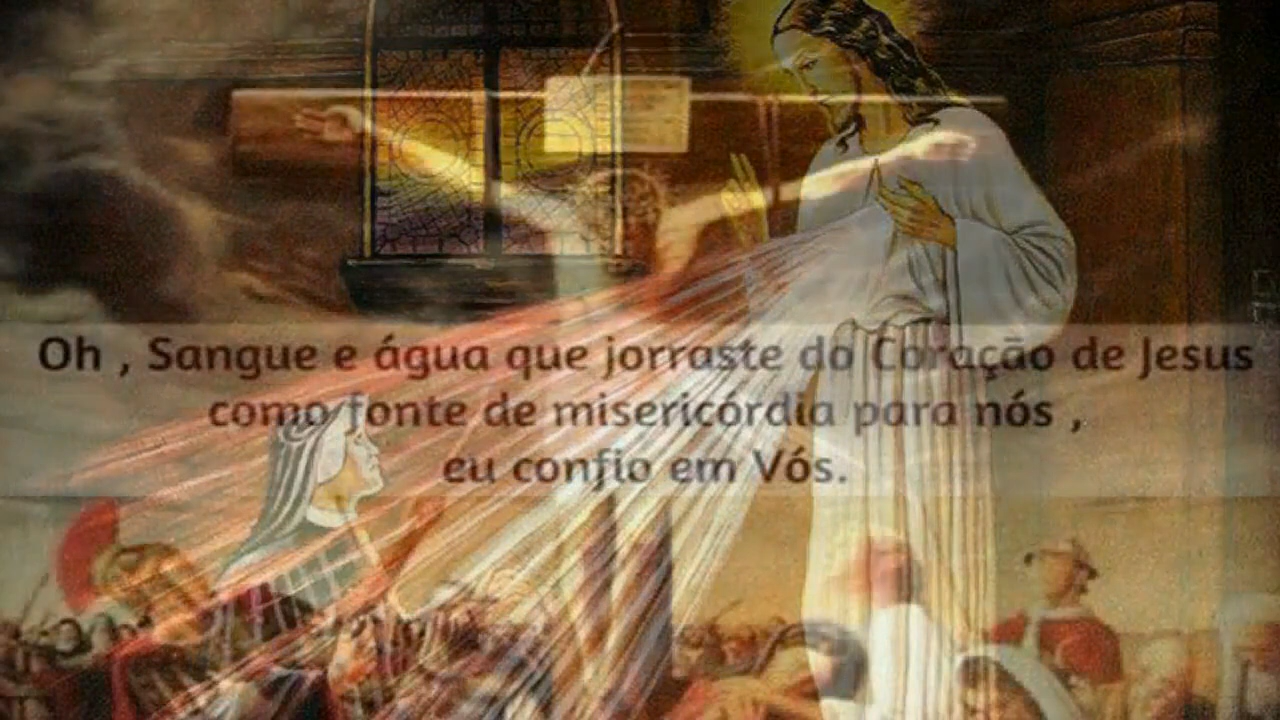 Oh , Sangue e água que jorraste do Coração de Jesus
como fonte de misericórdia para nós ,
eu confio em Vós.